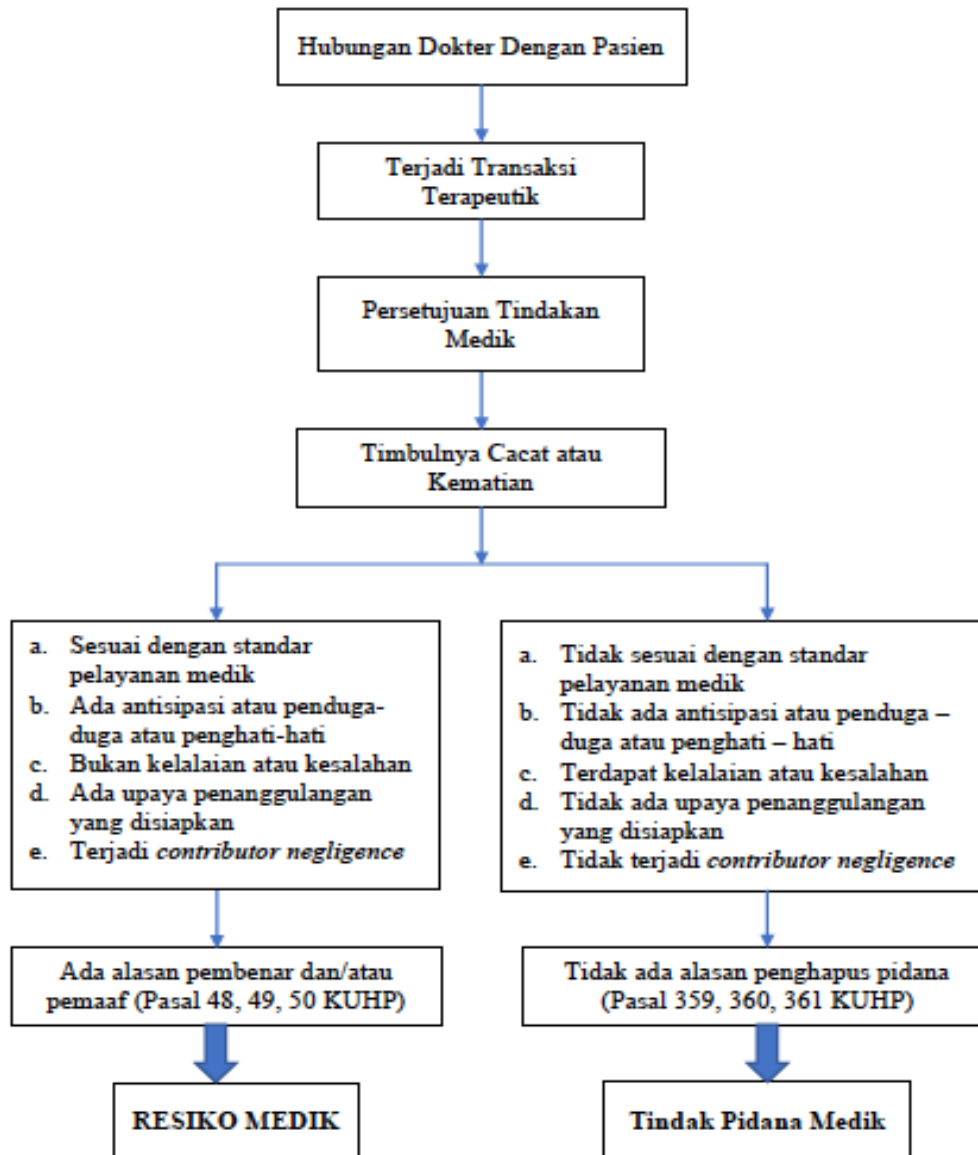 Hubungan Dokter Dengan Pasien
Terjadi Transaksi
Terapeutik
Persetujuan Tindakan
Medik
Timbulnya Cacat atau
Kematian
a. Sesuai dengan standar
pelayanan medik
b. Ada antisipasi atau penduga-
duga atau penghati-hati
c. Bukan kelalaian atau kesalahan
d. Ada upaya penanggulangan
yang disiapkan
e. Terjadi contributor negligence
a. Tidak sesuai dengan standar
pelayanan medik
b. Tidak ada antisipasi atau penduga –
duga atau penghati – hati
c. Terdapat kelalaian atau kesalahan
d. Tidak ada upaya penanggulangan
yang disiapkan
e. Tidak terjadi contributor negligence
Ada alasan pembenar dan/atau
pemaaf (Pasal 48, 49, 50 KUHP)
Tidak ada alasan penghapus pidana
(Pasal 359, 360, 361 KUHP)
RESIKO MEDIK
Tindak Pidana Medik